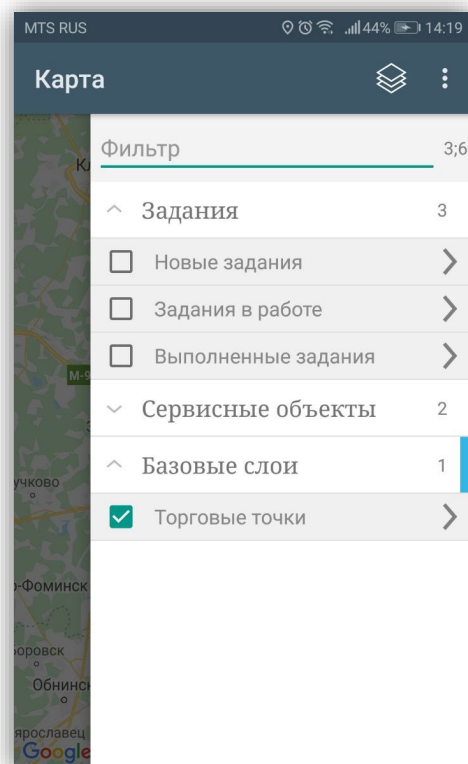 MTS RUS 44% 14:19
Карта
Фильтр 3;6
Кл
Задания 3
Новые задания
Задания в работе
М-9
Выполненные задания
Сервисные объекты 2
Базовые слои 1
учково
Торговые точки
о-Фоминск
оровск
Обнинск
ярославец
Google